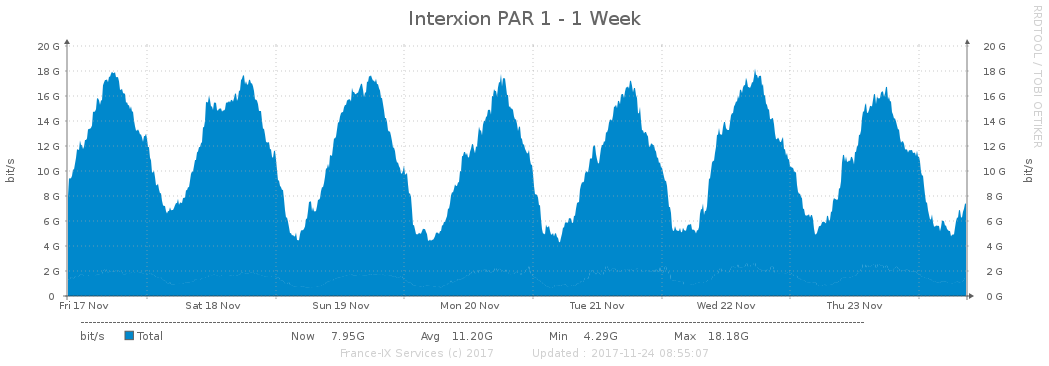 Interxion PAR 1 - 1 Week
RRDTOOL / TOBI OETIKER
bit/s
20 G 20 G
18 G 18 G
16 G 16 G
14 G 14 G
12 G 12 G
10 G 10 G
8 G 8 G
6 G 6 G
4 G 4 G
2 G 2 G
0 0 G
bit/s
Fri 17 Nov Sat 18 Nov Sun 19 Nov Mon 20 Nov Tue 21 Nov Wed 22 Nov Thu 23 Nov
bit/s Total Now 7.95G Avg 11.20G Min 4.29G Max 18.18G
France-IX Services (c) 2017 Updated : 2017-11-24 08:55:07